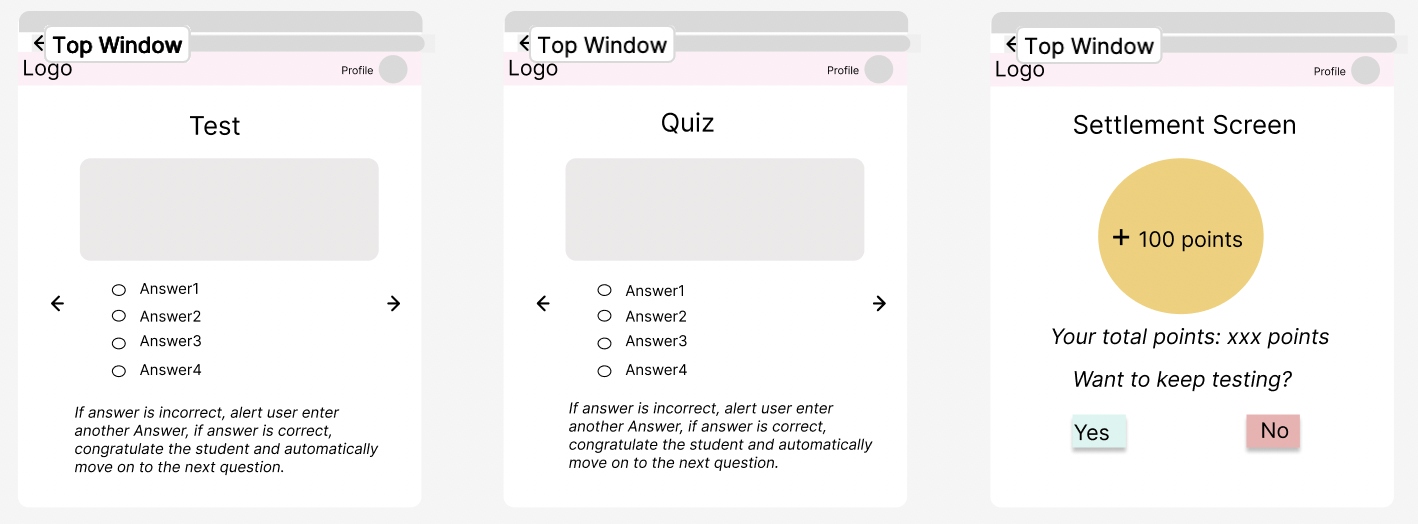 Top Window
Logo
Profile
Test
Answer1
Answer2
Answer3
Answer4
If answer is incorrect, alert user enter
another Answer, if answer is correct,
congratulate the student and automatically
move on to the next question.
Top Window
Logo
Profile
Quiz
Answer1
Answer2
Answer3
Answer4
If answer is incorrect, alert user enter
another Answer, if answer is correct,
congratulate the student and automatically
move on to the next question.
Top Window
Logo
Profile
Settlement Screen
+ 100 points
Your total points: xxx points
Want to keep testing?
Yes
No